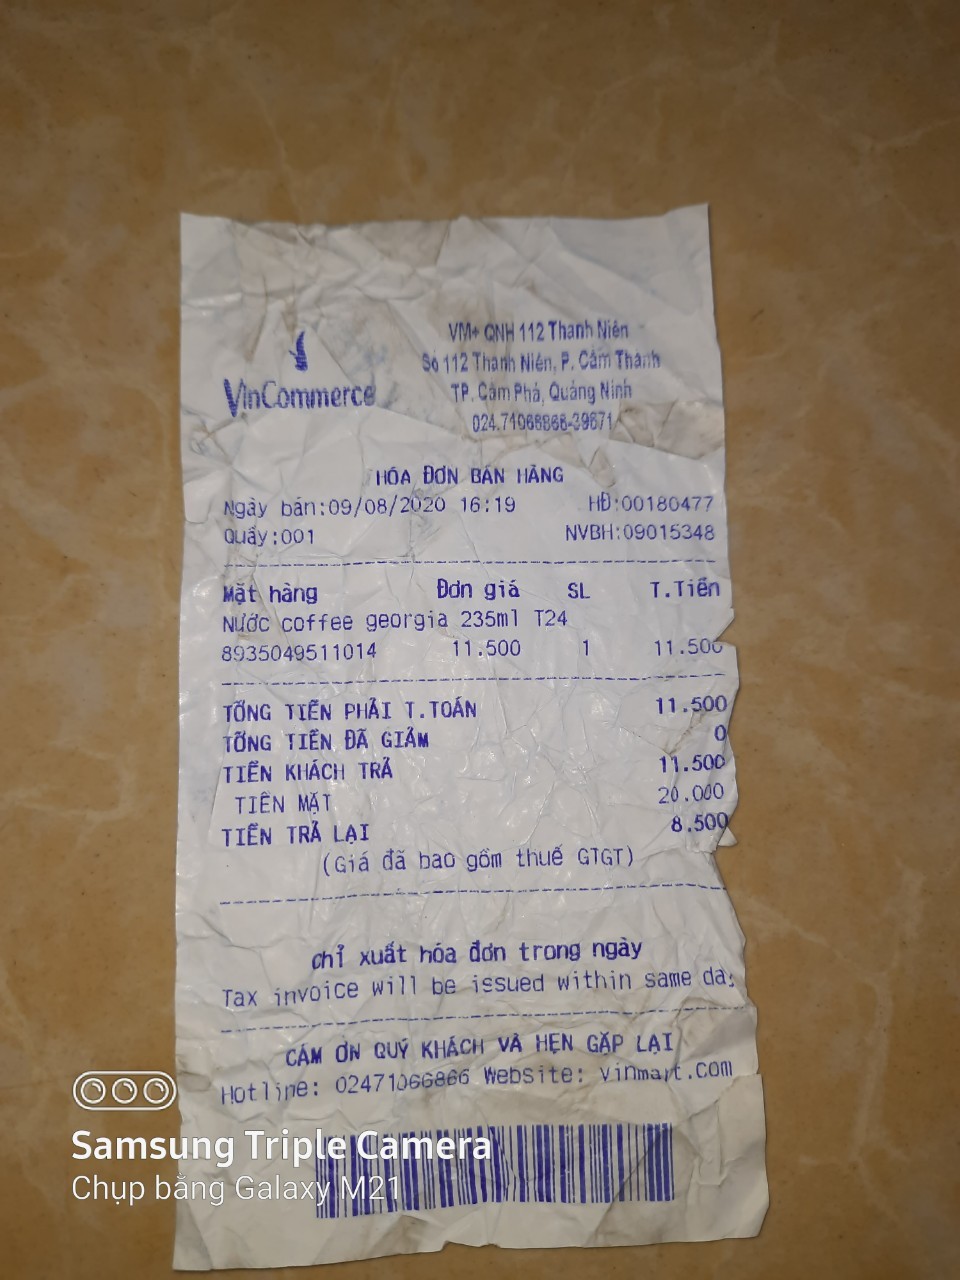 VinCommerce
VM+ QNH 112 Thanh Niên
Số 112 Thanh Niên, P. Cẩm Thành
TP. Cẩm Phả, Quảng Ninh
024.71066866-39671
HÓA ĐƠN BÁN HÀNG
Ngày bán:09/08/2020 16:19 HĐ:00180477
Quầy:001 NVBH:09015348
Mặt hàng Đơn giá SL T.Tiền
Nước coffee georgia 235ml T24
8935049511014 11.500 1 11.500
TỔNG TIỀN PHẢI T.TOÁN 11.500
TỔNG TIỀN ĐÃ GIẢM 0
TIỀN KHÁCH TRẢ 11.500
TIỀN MẶT 20.000
TIỀN TRẢ LẠI 8.500
(Giá đã bao gồm thuế GTGT)
chỉ xuất hóa đơn trong ngày
Tax invoice will be issued within same day
CẢM ƠN QUÝ KHÁCH VÀ HẸN GẶP LẠI
Hotline: 02471066866 Website: vinmart.com
Samsung Triple Camera
Chụp bằng Galaxy M21